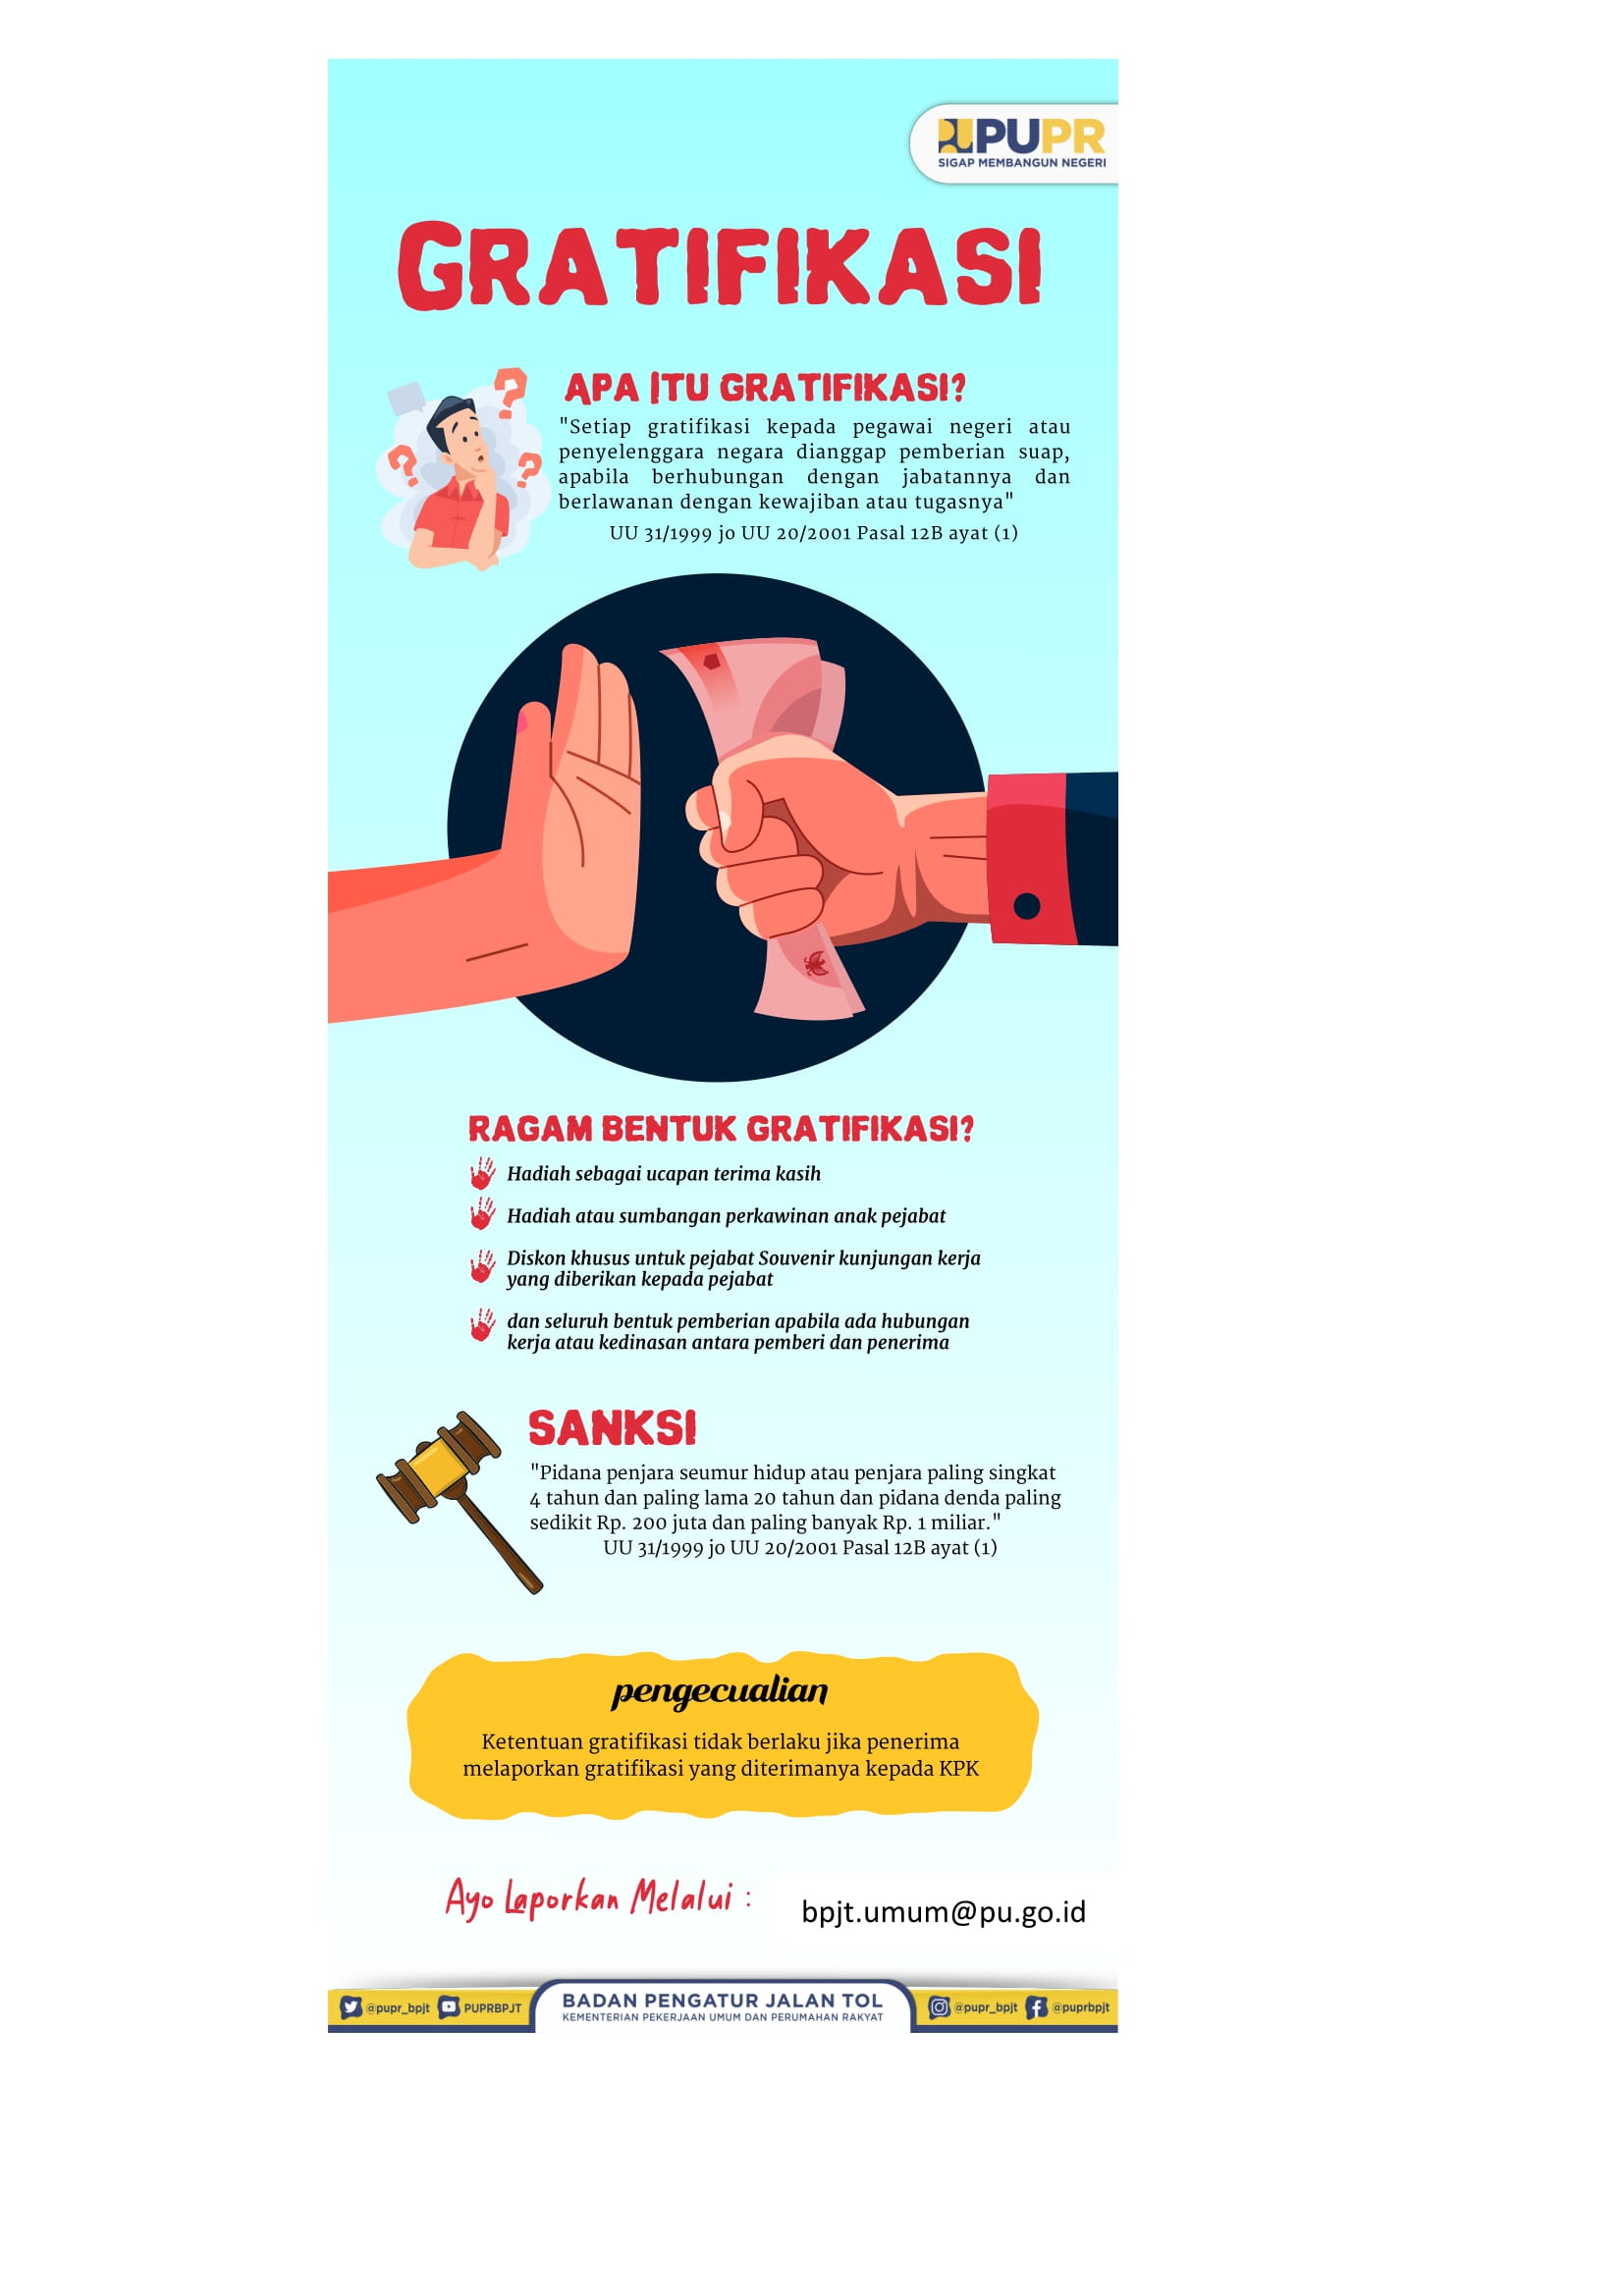 PUPR
SIGAP MEMBANGUN NEGERI
GRATIFIKASI
APA ITU GRATIFIKASI?
"Setiap gratifikasi kepada pegawai negeri atau
penyelenggara negara dianggap pemberian suap,
apabila berhubungan dengan jabatannya dan
berlawanan dengan kewajiban atau tugasnya"
UU 31/1999 jo UU 20/2001 Pasal 12B ayat (1)
RAGAM BENTUK GRATIFIKASI?
Hadiah sebagai ucapan terima kasih
Hadiah atau sumbangan perkawinan anak pejabat
Diskon khusus untuk pejabat Souvenir kunjungan kerja
yang diberikan kepada pejabat
dan seluruh bentuk pemberian apabila ada hubungan
kerja atau kedinasan antara pemberi dan penerima
SANKSI
"Pidana penjara seumur hidup atau penjara paling singkat
4 tahun dan paling lama 20 tahun dan pidana denda paling
sedikit Rp. 200 juta dan paling banyak Rp. 1 miliar."
UU 31/1999 jo UU 20/2001 Pasal 12B ayat (1)
pengecualian
Ketentuan gratifikasi tidak berlaku jika penerima
melaporkan gratifikasi yang diterimanya kepada KPK
Ayo Laporkan Melalui :
bpjt.umum@pu.go.id
@pupr_bpjt PUPRBPJT
BADAN PENGATUR JALAN TOL
KEMENTERIAN PEKERJAAN UMUM DAN PERUMAHAN RAKYAT
@pupr_bpjt @puprbpjt